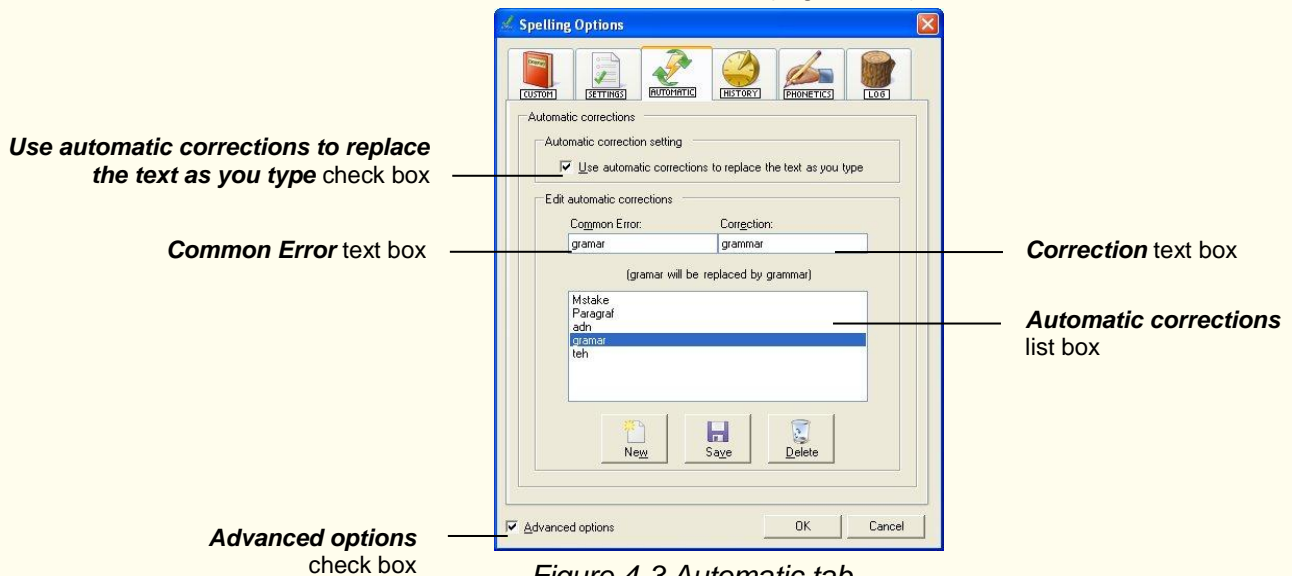 Spelling Options
CUSTOM
SETTINGS
AUTOMATIC
HISTORY
PHONETICS
LOG
Automatic corrections
Automatic correction setting
Use automatic corrections to replace the text as you type
Use automatic corrections to replace
the text as you type check box
Edit automatic corrections
Common Error:
Correction:
gramar
grammar
Common Error text box
Correction text box
(gramar will be replaced by grammar)
Mstake
Paragraf
adn
gramar
teh
Automatic corrections
list box
New
Save
Delete
Advanced options
OK
Cancel
Advanced options
check box
Figure 4-3 Automatic tab